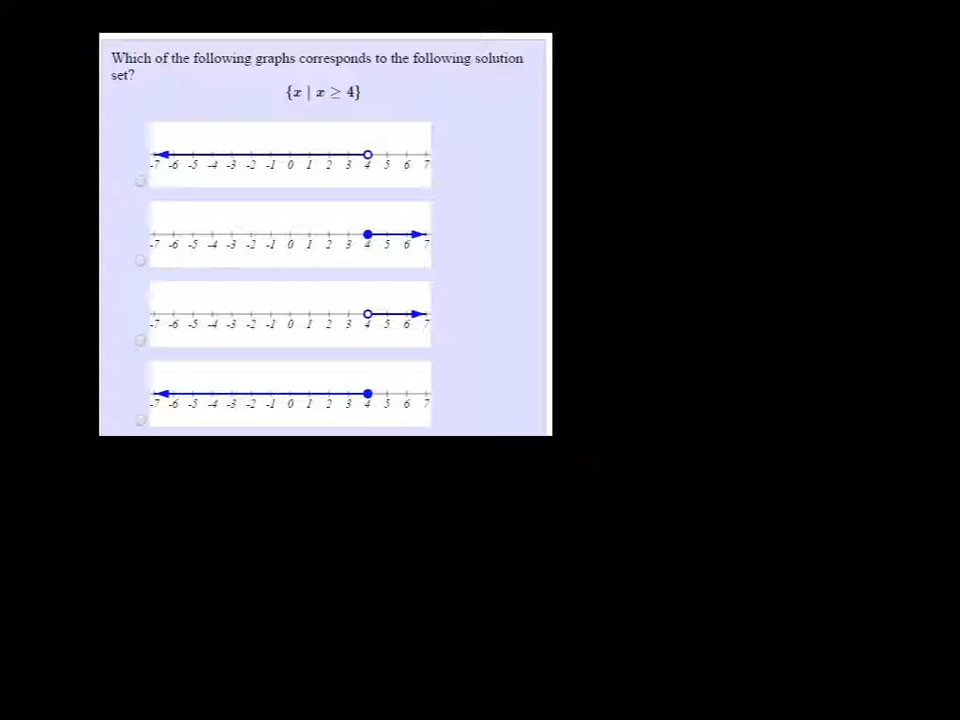 Which of the following graphs corresponds to the following solution
set?
{x | x ≥ 4}
-7 -6 -5 -4 -3 -2 -1 0 1 2 3 4 5 6 7
-7 -6 -5 -4 -3 -2 -1 0 1 2 3 4 5 6 7
-7 -6 -5 -4 -3 -2 -1 0 1 2 3 4 5 6 7
-7 -6 -5 -4 -3 -2 -1 0 1 2 3 4 5 6 7